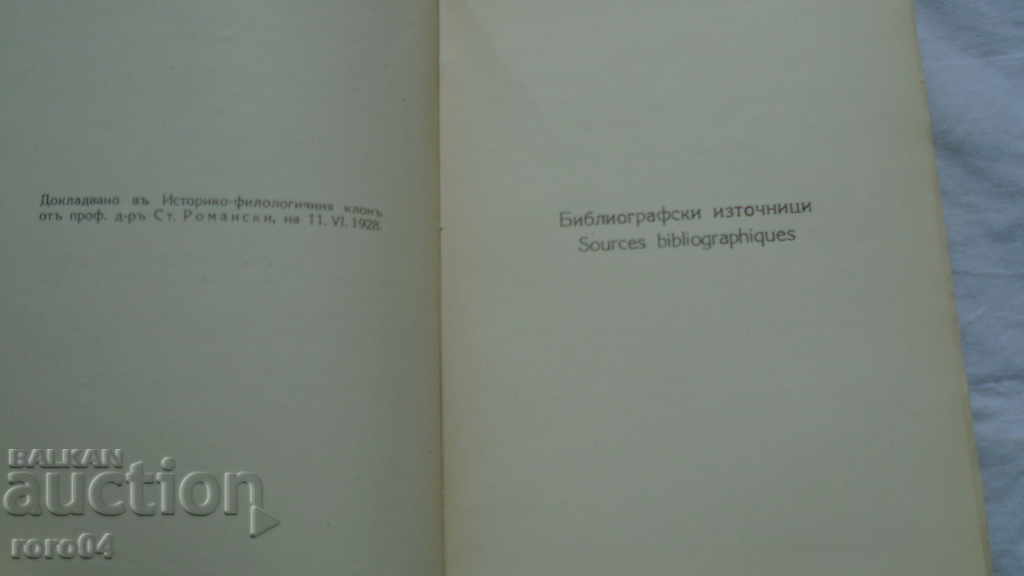 Докладвано въ Историко-филологичния клонъ
отъ проф. д-ръ Ст. Романски, на 11. VI. 1928.
Библиографски източници
Sources bibliographiques
BALKAN
auction
roro04